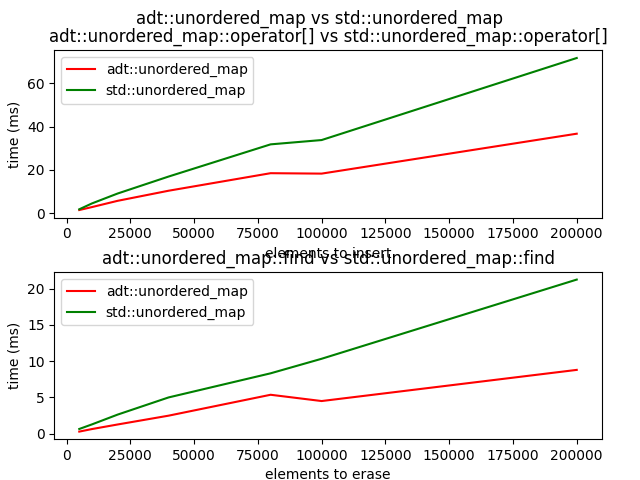 adt::unordered_map vs std::unordered_map
adt::unordered_map::operator[] vs std::unordered_map::operator[]
adt::unordered_map
std::unordered_map
time (ms)
60
40
20
0
0 25000 50000 75000 100000 125000 150000 175000 200000
elements to insert
adt::unordered_map::find vs std::unordered_map::find
adt::unordered_map
std::unordered_map
time (ms)
20
15
10
5
0
0 25000 50000 75000 100000 125000 150000 175000 200000
elements to erase